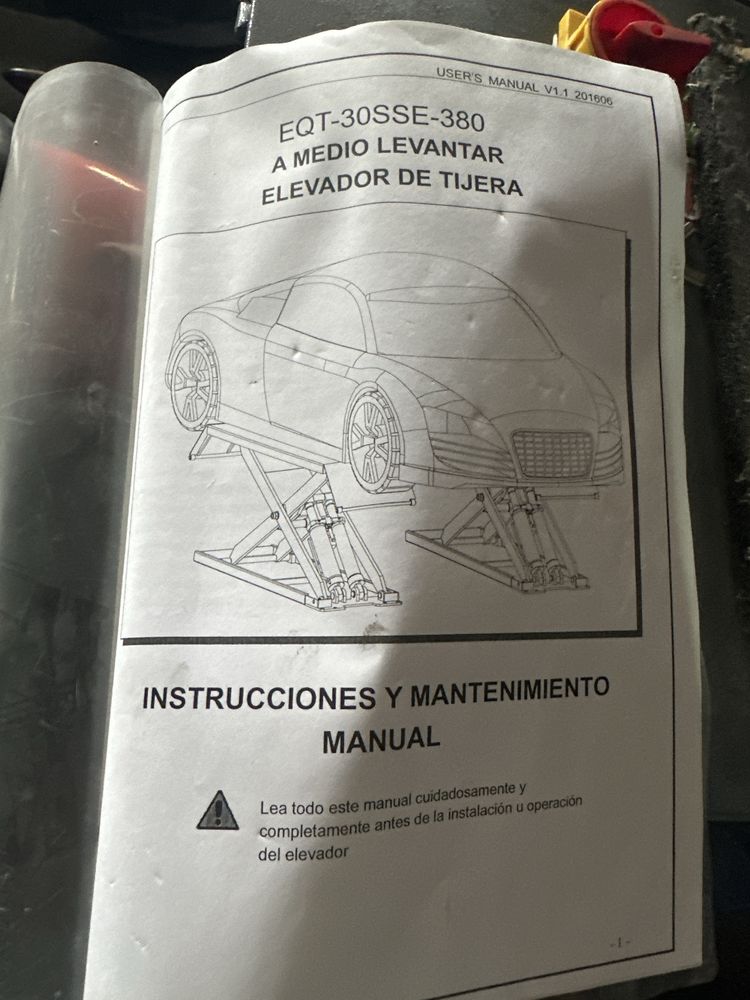 USER'S MANUAL V1.1 201606
EQT-30SSE-380
A MEDIO LEVANTAR
ELEVADOR DE TIJERA
INSTRUCCIONES Y MANTENIMIENTO
MANUAL
Lea todo este manual cuidadosamente y
completamente antes de la instalación u operación
del elevador
- 1 -